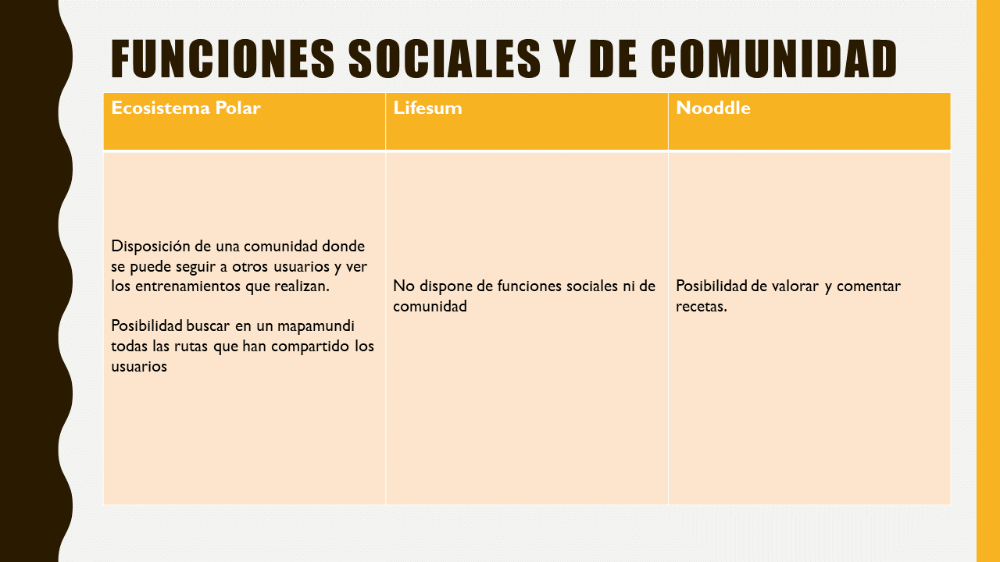 FUNCIONES SOCIALES Y DE COMUNIDAD
Ecosistema Polar
Lifesum
Nooddle
Disposición de una comunidad donde
se puede seguir a otros usuarios y ver
los entrenamientos que realizan.
Posibilidad buscar en un mapamundi
todas las rutas que han compartido los
usuarios
No dispone de funciones sociales ni de
comunidad
Posibilidad de valorar y comentar
recetas.